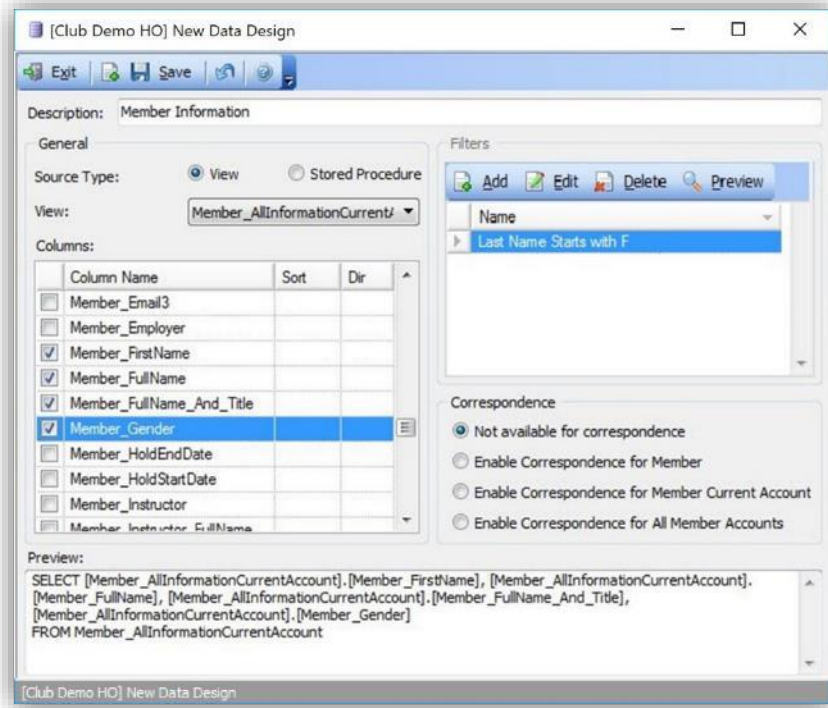 [Club Demo HO] New Data Design
Exit Save
Description: Member Information
General
Source Type: View Stored Procedure
View: Member_AllInformationCurrentA
Columns:
Column Name Sort Dir
Member_Email3
Member_Employer
Member_FirstName
Member_FullName
Member_FullName_And_Title
Member_Gender
Member_HoldEndDate
Member_HoldStartDate
Member_Instructor
Member_Instructor_FullName
Filters
Add Edit Delete Preview
Name
Last Name Starts with F
Correspondence
Not available for correspondence
Enable Correspondence for Member
Enable Correspondence for Member Current Account
Enable Correspondence for All Member Accounts
Preview:
SELECT [Member_AllInformationCurrentAccount].[Member_FirstName], [Member_AllInformationCurrentAccount].
[Member_FullName], [Member_AllInformationCurrentAccount].[Member_FullName_And_Title],
[Member_AllInformationCurrentAccount].[Member_Gender]
FROM Member_AllInformationCurrentAccount
[Club Demo HO] New Data Design